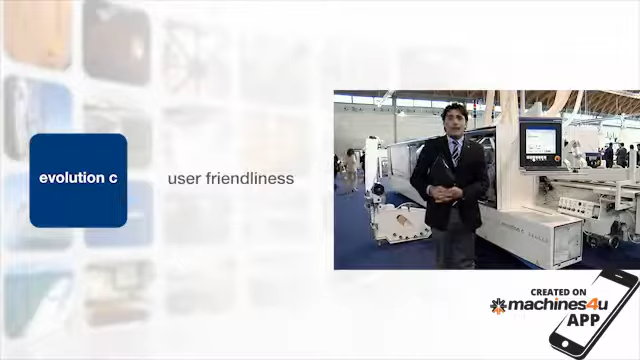 evolution c
user friendliness
CREATED ON
machines4u
APP